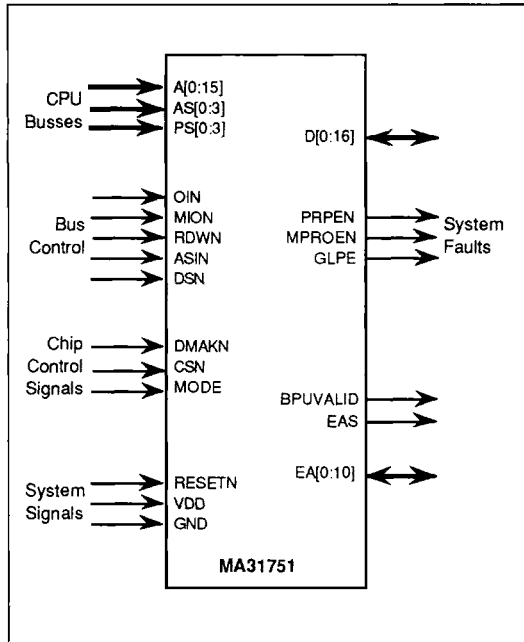 CPU
Busses
A[0:15]
AS[0:3]
PS[0:3]
D[0:16]
Bus
Control
OIN
MION
RDWN
ASIN
DSN
PRPEN
MPROEN
GLPE
System
Faults
Chip
Control
Signals
DMAKN
CSN
MODE
BPUVALID
EAS
EA[0:10]
System
Signals
RESETN
VDD
GND
MA31751